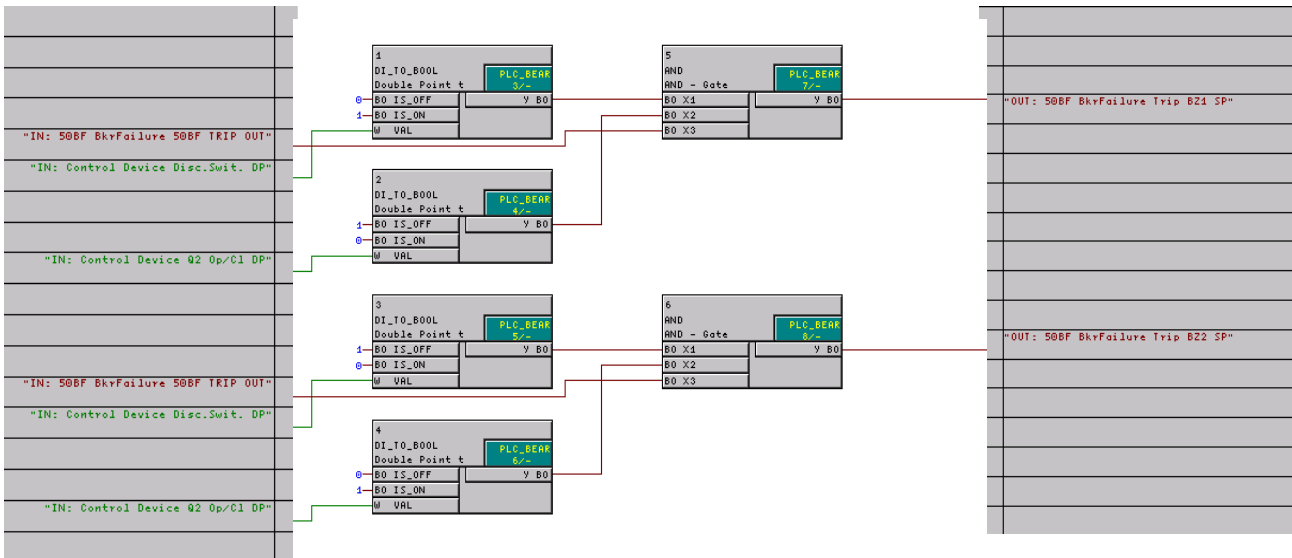 1
DI_TO_BOOL
Double Point t
PLC_BEAR
3/-
0 BO IS_OFF
Y BO
1 BO IS_ON
W VAL
"IN: 50BF BkrFailure 50BF TRIP OUT"
"IN: Control Device Disc.Swit. DP"
2
DI_TO_BOOL
Double Point t
PLC_BEAR
4/-
1 BO IS_OFF
Y BO
0 BO IS_ON
W VAL
"IN: Control Device Q2 Op/Cl DP"
5
AND
AND - Gate
PLC_BEAR
7/-
BO X1
Y BO
BO X2
BO X3
"OUT: 50BF BkrFailure Trip BZ1 SP"
3
DI_TO_BOOL
Double Point t
PLC_BEAR
5/-
1 BO IS_OFF
Y BO
0 BO IS_ON
W VAL
"IN: 50BF BkrFailure 50BF TRIP OUT"
"IN: Control Device Disc.Swit. DP"
4
DI_TO_BOOL
Double Point t
PLC_BEAR
6/-
0 BO IS_OFF
Y BO
1 BO IS_ON
W VAL
"IN: Control Device Q2 Op/Cl DP"
6
AND
AND - Gate
PLC_BEAR
8/-
BO X1
Y BO
BO X2
BO X3
"OUT: 50BF BkrFailure Trip BZ2 SP"